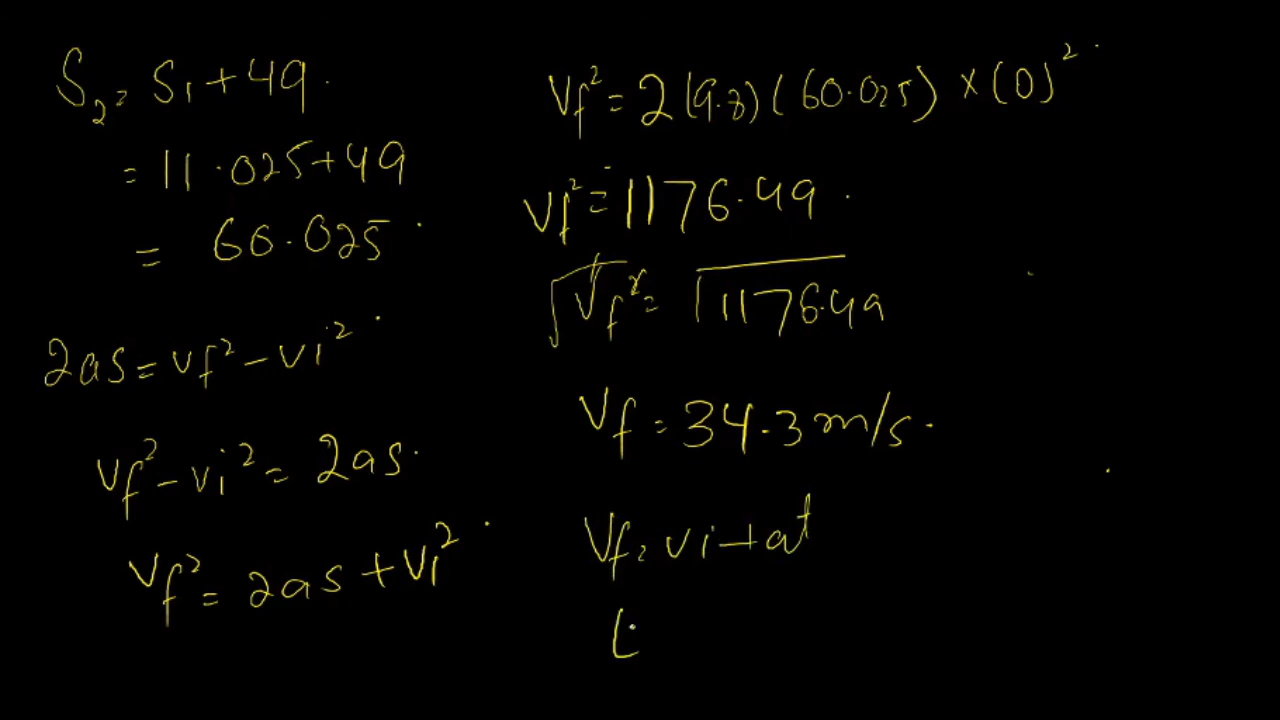 S₂ = S₁ + 49
= 11.025 + 49
= 60.025
2as = vf² - vi²
vf² - vi² = 2as
vf² = 2as + vi²
Vf² = 2(9.8)(60.025) × (0)²
Vf² = 1176.49
√Vf² = √1176.49
Vf = 34.3 m/s
Vf = vi + at